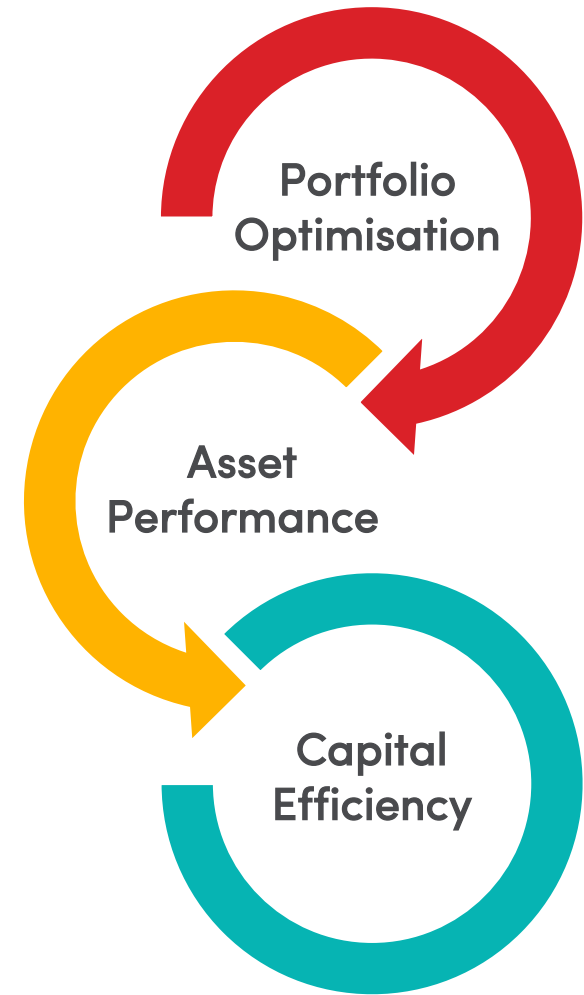 Portfolio
Optimisation
Asset
Performance
Capital
Efficiency